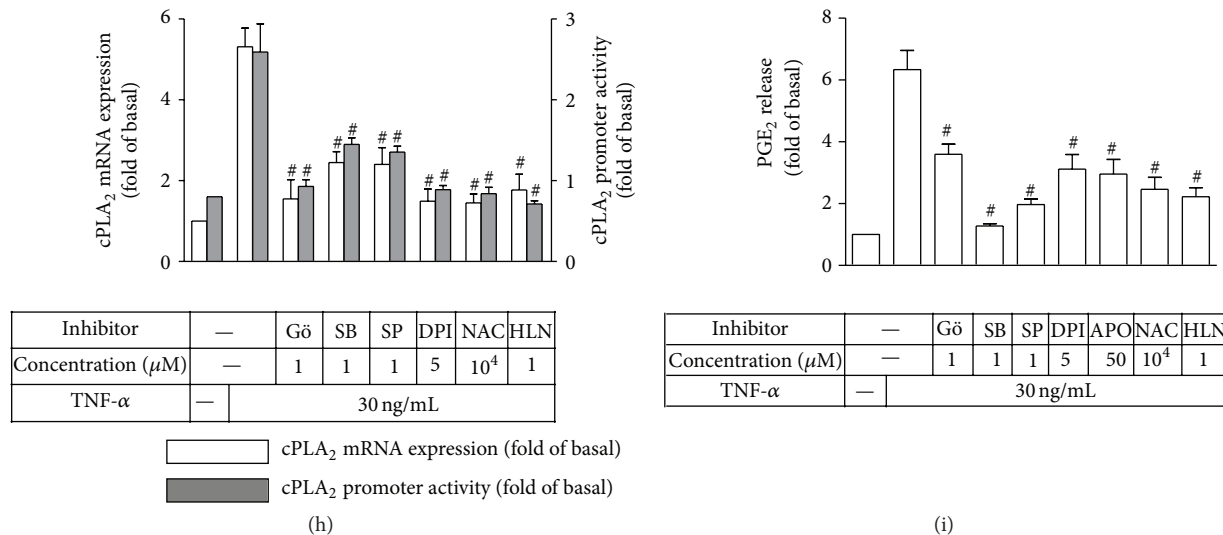 6
4
2
0
cPLA₂ mRNA expression
(fold of basal)
3
2
1
0
cPLA₂ promoter activity
(fold of basal)
# # # # # # # # # # # #
Inhibitor — Gö SB SP DPI NAC HLN
Concentration (μM) — 1 1 1 5 10⁴ 1
TNF-α — 30 ng/mL
cPLA₂ mRNA expression (fold of basal)
cPLA₂ promoter activity (fold of basal)
(h)
8
6
4
2
0
PGE₂ release
(fold of basal)
# # # # # # #
Inhibitor — Gö SB SP DPI APO NAC HLN
Concentration (μM) — 1 1 1 5 50 10⁴ 1
TNF-α — 30 ng/mL
(i)